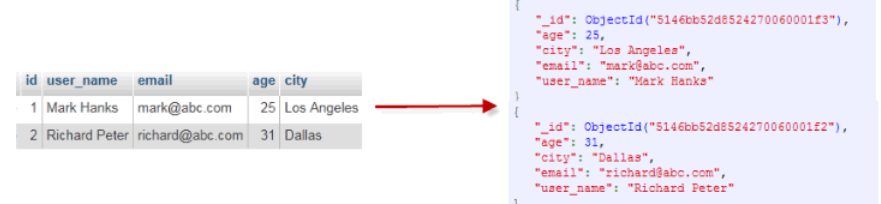 id user_name email age city
1 Mark Hanks mark@abc.com 25 Los Angeles
2 Richard Peter richard@abc.com 31 Dallas
{
"_id": ObjectId("5146bb52d8524270060001f3"),
"age": 25,
"city": "Los Angeles",
"email": "mark@abc.com",
"user_name": "Mark Hanks"
}
{
"_id": ObjectId("5146bb52d8524270060001f2"),
"age": 31,
"city": "Dallas",
"email": "richard@abc.com",
"user_name": "Richard Peter"
}